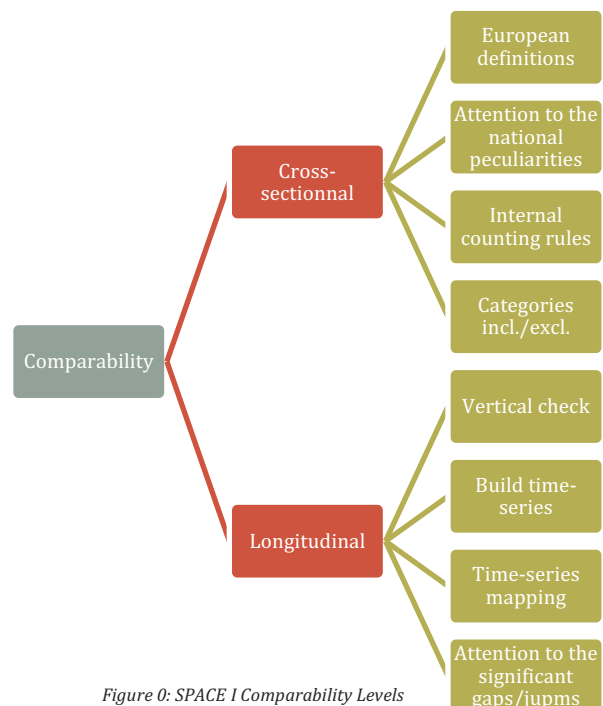 European
definitions
Attention to the
national
peculiarities
Cross-
sectionnal
Internal
counting rules
Categories
incl./excl.
Comparability
Vertical check
Build time-
series
Longitudinal
Time-series
mapping
Attention to the
significant
gaps/jupms
Figure 0: SPACE I Comparability Levels